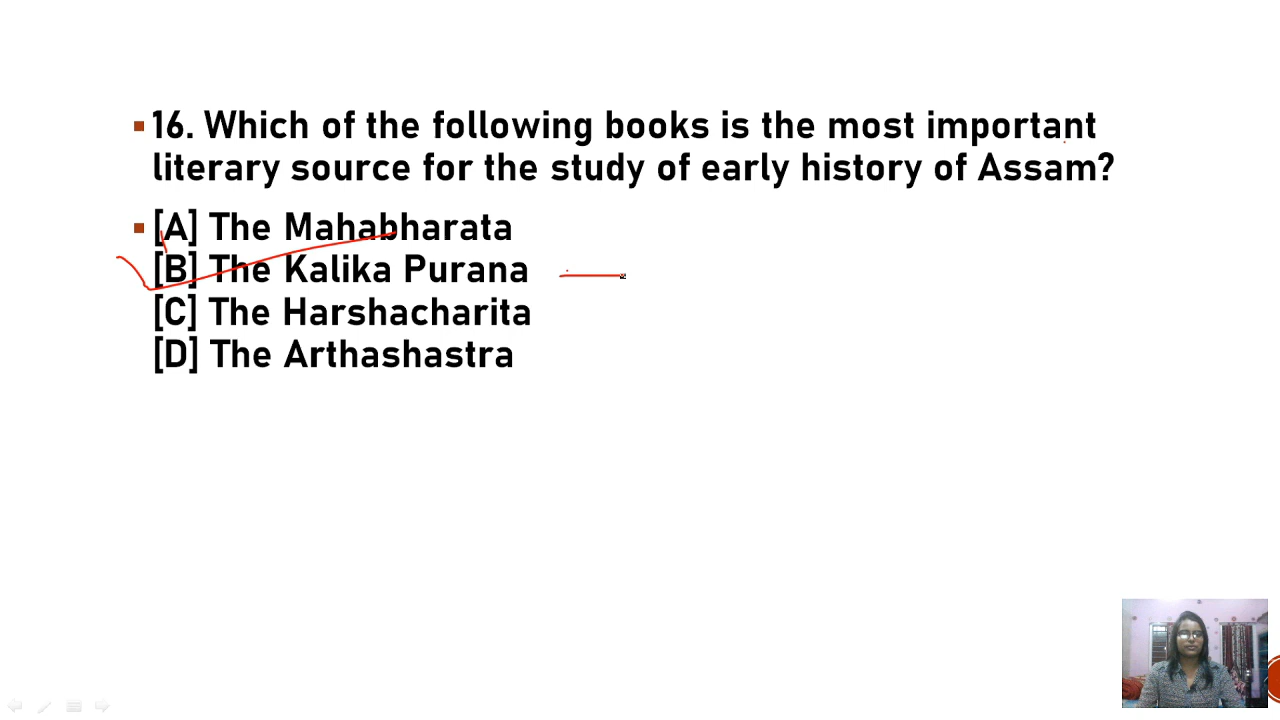 16. Which of the following books is the most important
literary source for the study of early history of Assam?
[A] The Mahabharata
[B] The Kalika Purana
[C] The Harshacharita
[D] The Arthashastra